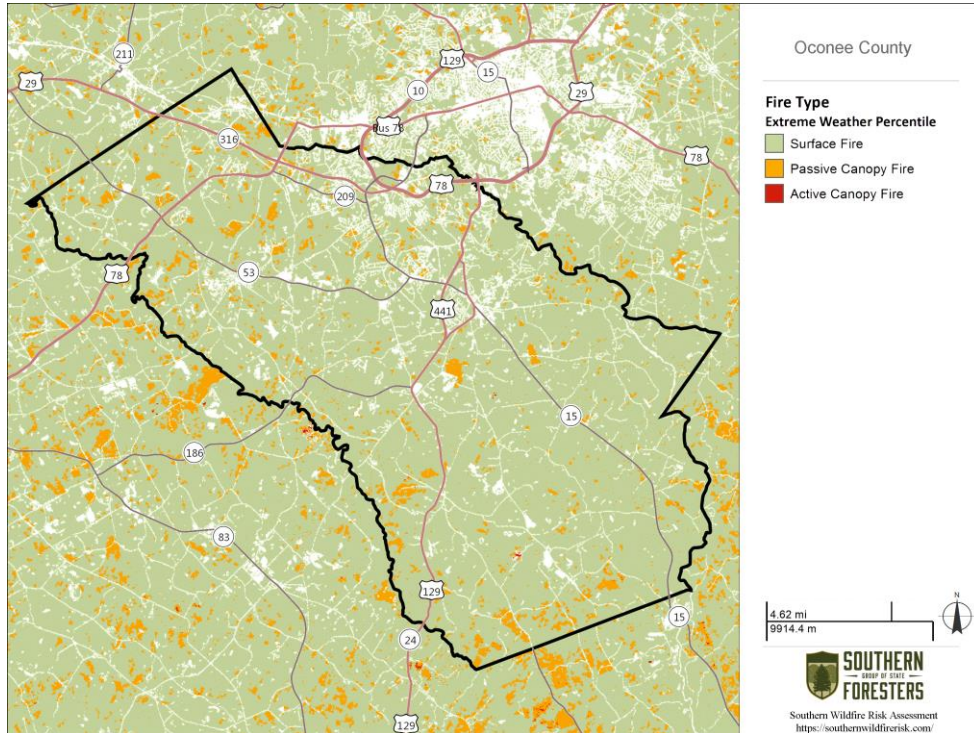 211
29
129
15
10
29
Bus 78
316
78
78
209
53
78
441
15
186
83
129
24
15
129
Oconee County
Fire Type
Extreme Weather Percentile
Surface Fire
Passive Canopy Fire
Active Canopy Fire
4.62 mi
9914.4 m
N
SOUTHERN
GROUP OF STATE
FORESTERS
Southern Wildfire Risk Assessment
https://southernwildfirerisk.com/